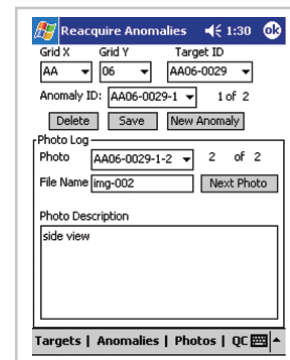 Reacquire Anomalies 1:30 ok
Grid X Grid Y Target ID
AA 06 AA06-0029
Anomaly ID: AA06-0029-1 1 of 2
Delete Save New Anomaly
Photo Log
Photo AA06-0029-1-2 2 of 2
File Name img-002 Next Photo
Photo Description
side view
Targets | Anomalies | Photos | QC